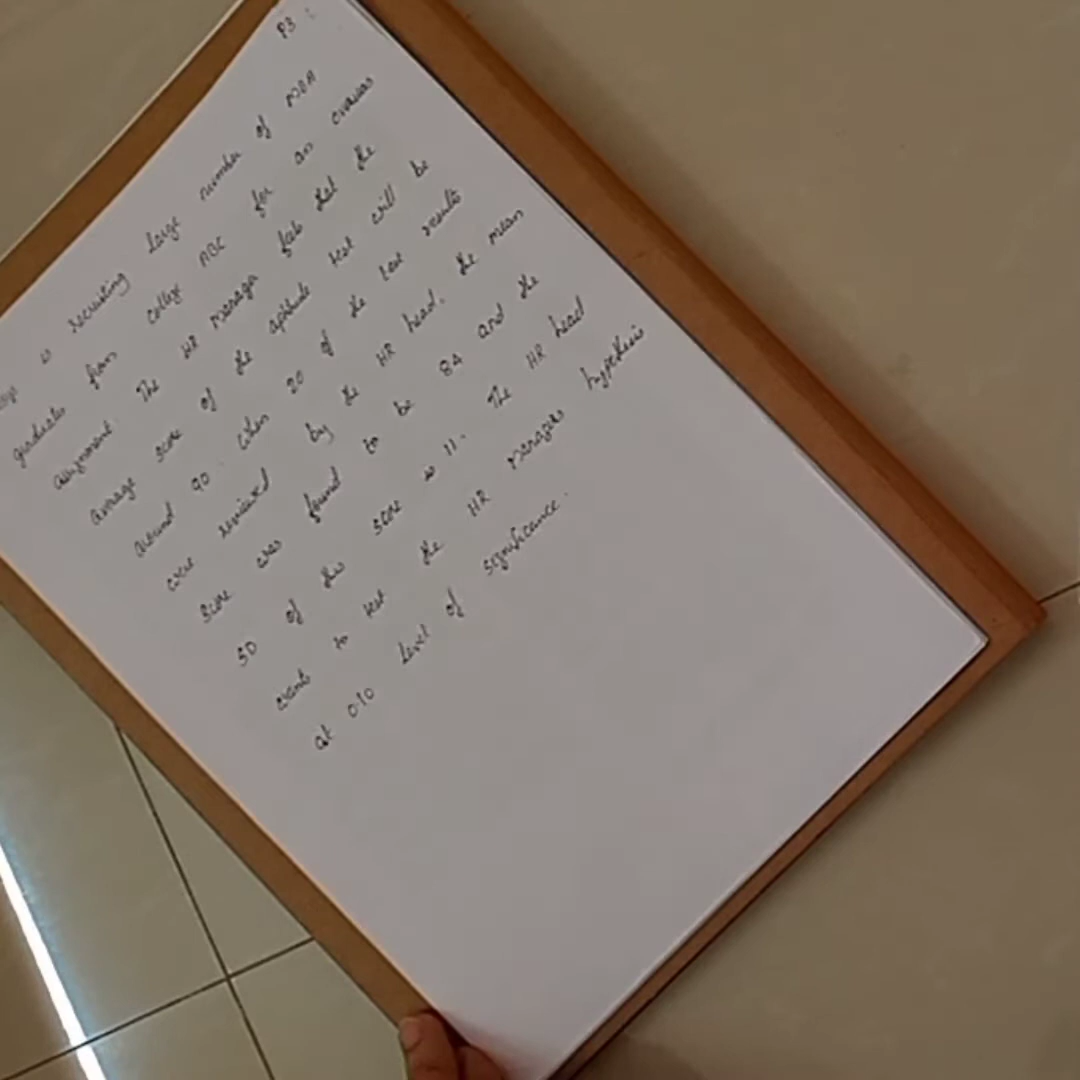 P3 :
is recruiting large number of MBA
graduates from college ABC for an overseas
assignment. The HR manager feels that the
average score of the aptitude test will be
around 90. When 20 of the test results
were reviewed by the HR head, the mean
score was found to be 84 and the
SD of this score is 11. The HR head
wants to test the HR managers hypothesis
at 0.10 level of significance.